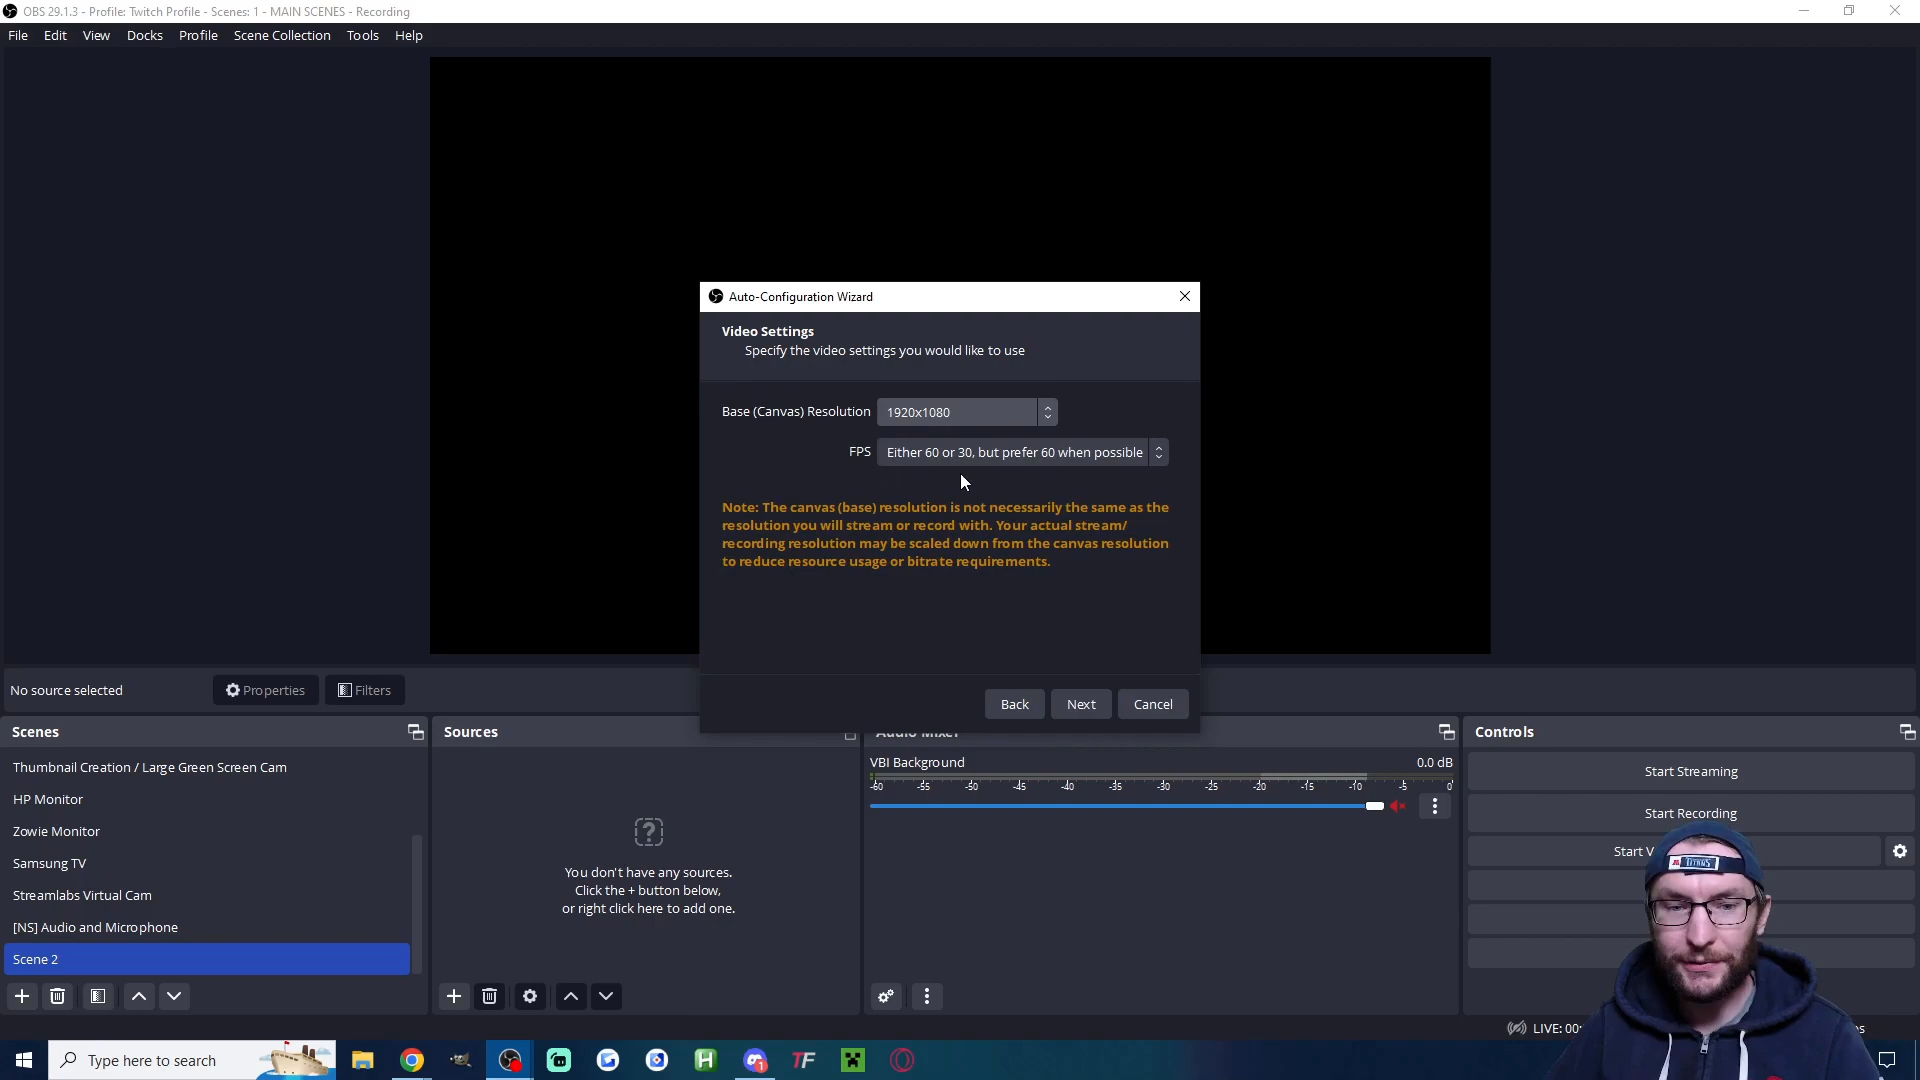 OBS 29.1.3 - Profile: Twitch Profile - Scenes: 1 - MAIN SCENES - Recording
File Edit View Docks Profile Scene Collection Tools Help
Auto-Configuration Wizard
Video Settings
Specify the video settings you would like to use
Base (Canvas) Resolution 1920x1080
FPS Either 60 or 30, but prefer 60 when possible
Note: The canvas (base) resolution is not necessarily the same as the
resolution you will stream or record with. Your actual stream/
recording resolution may be scaled down from the canvas resolution
to reduce resource usage or bitrate requirements.
Back Next Cancel
No source selected Properties Filters
Scenes
Thumbnail Creation / Large Green Screen Cam
HP Monitor
Zowie Monitor
Samsung TV
Streamlabs Virtual Cam
[NS] Audio and Microphone
Scene 2
Sources
You don't have any sources.
Click the + button below,
or right click here to add one.
Audio Mixer
VBI Background 0.0 dB
-60 -55 -50 -45 -40 -35 -30 -25 -20 -15 -10 -5 0
Controls
Start Streaming
Start Recording
Start V
TITANS
LIVE: 00:
Type here to search
TF
1